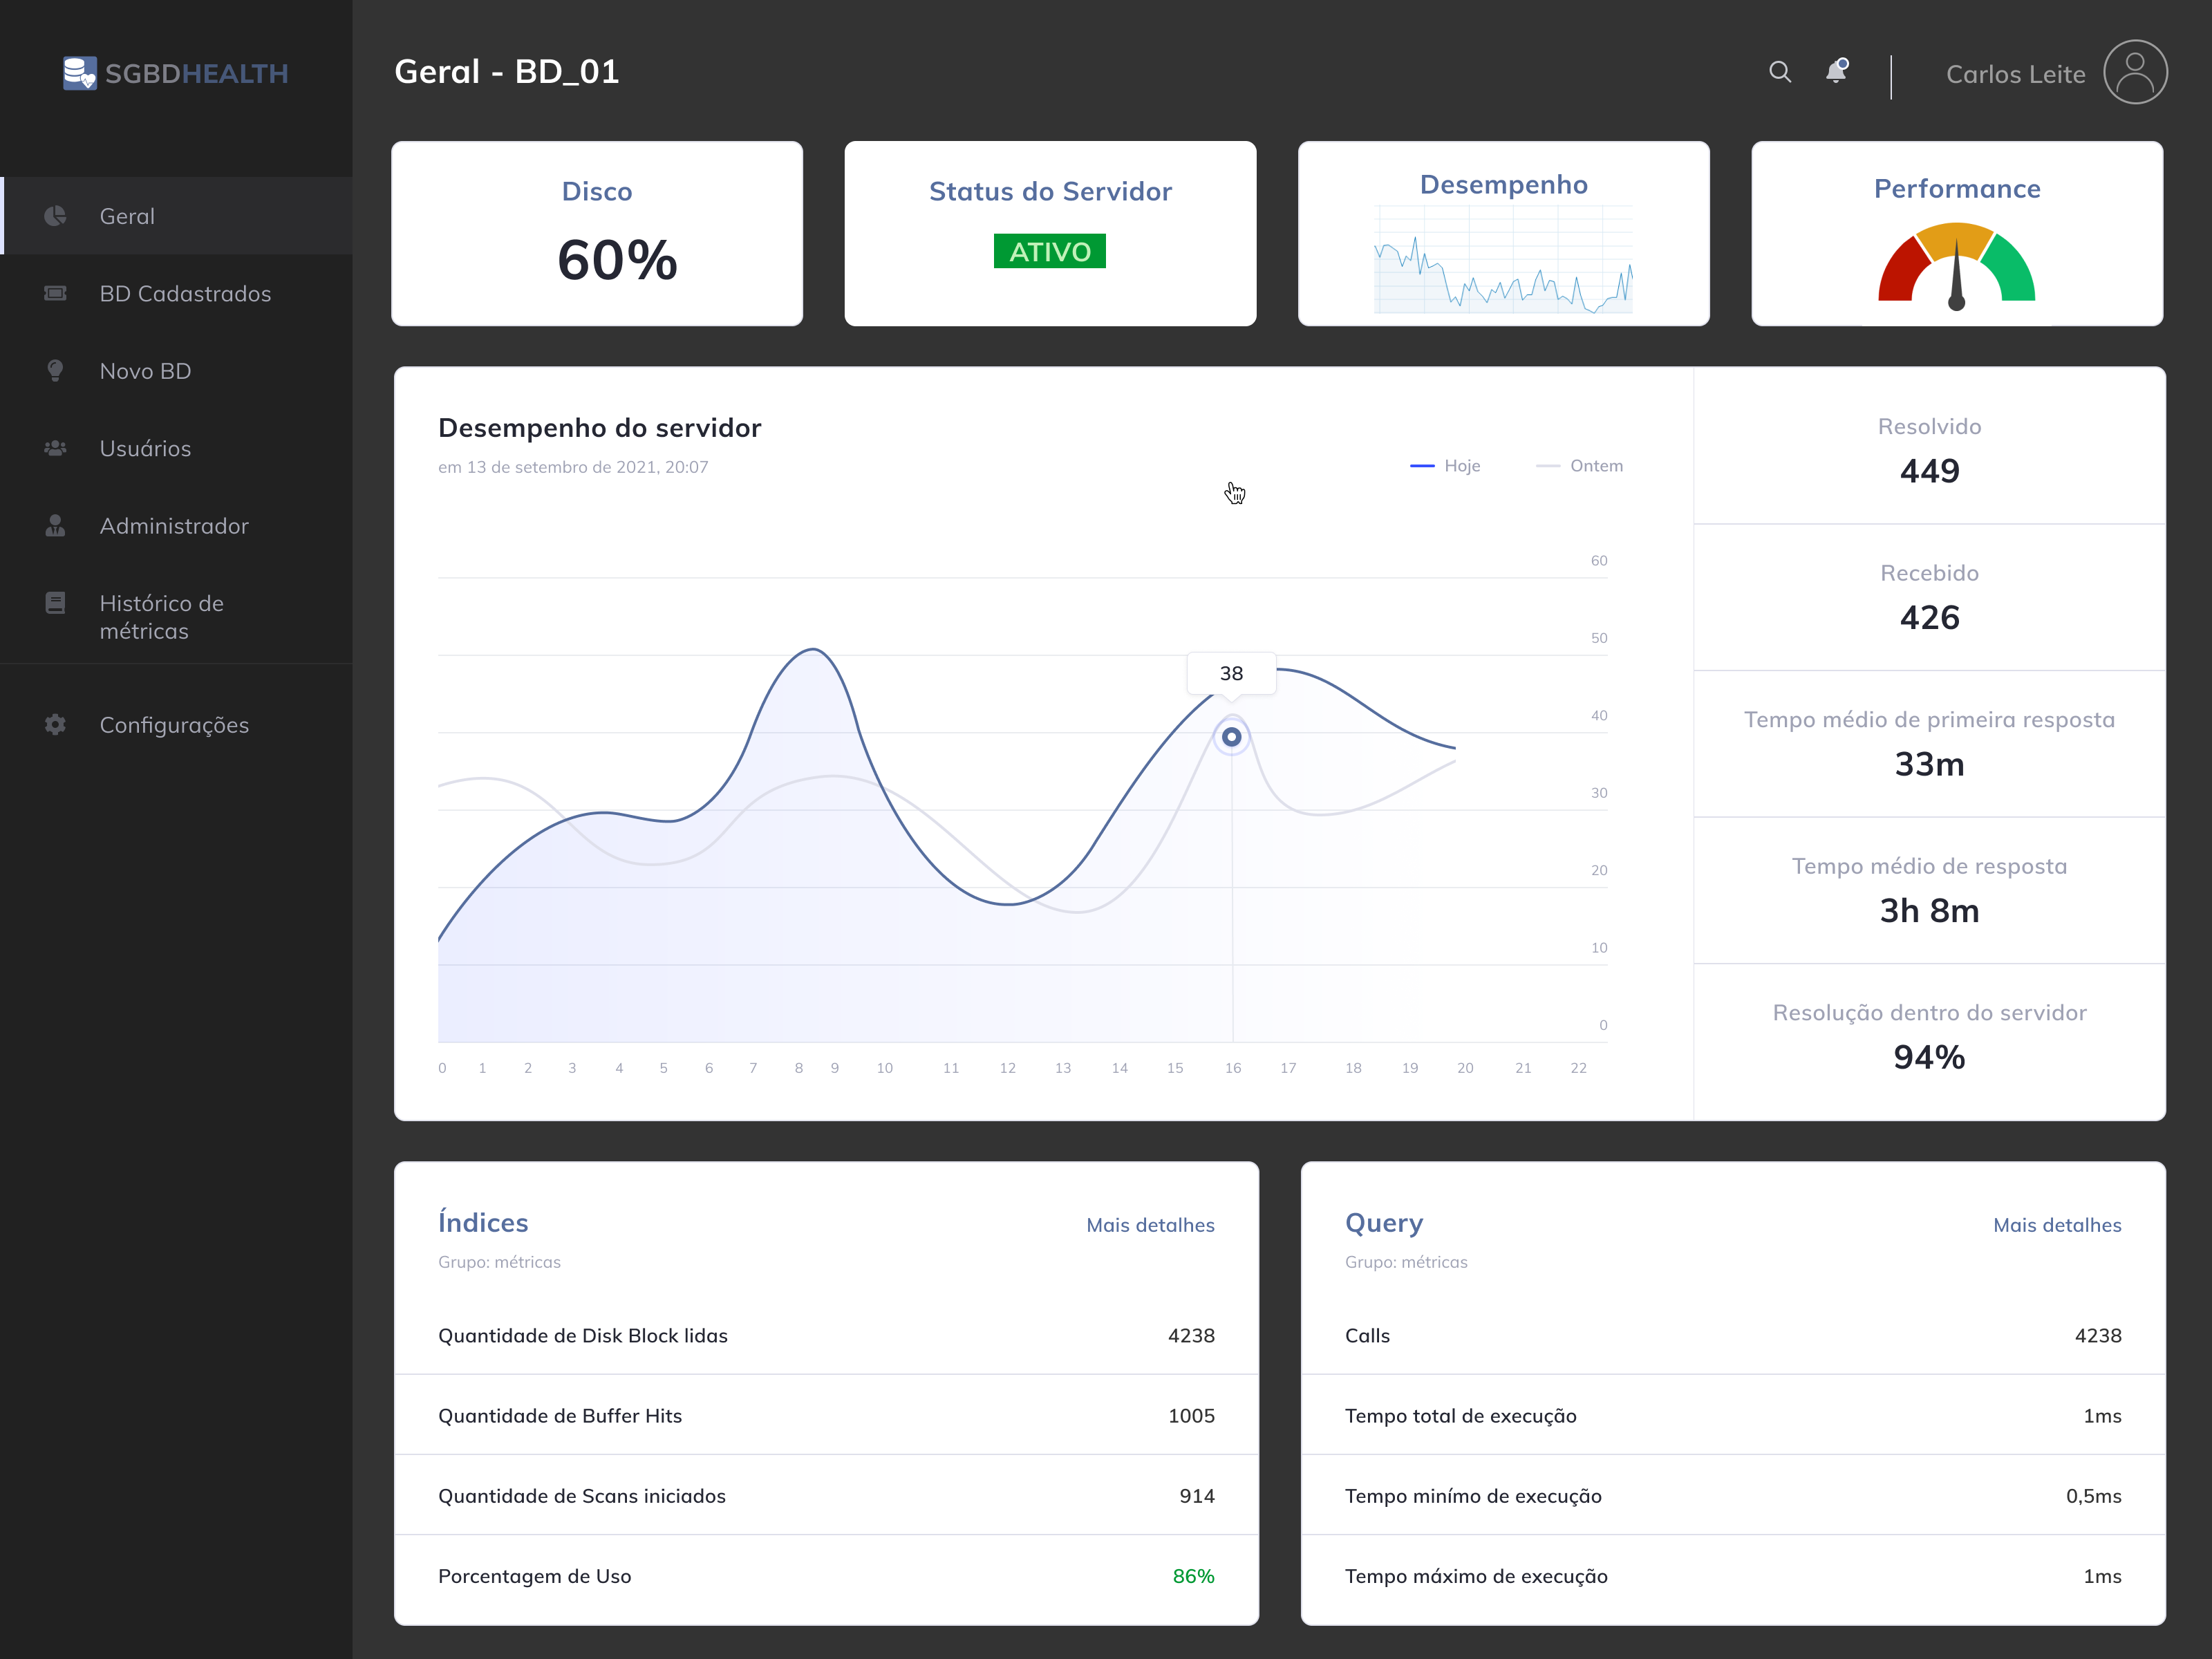 SGBDHEALTH
Geral
BD Cadastrados
Novo BD
Usuários
Administrador
Histórico de
métricas
Configurações
Geral - BD_01
Carlos Leite
Disco
60%
Status do Servidor
ATIVO
Desempenho
Performance
Desempenho do servidor
em 13 de setembro de 2021, 20:07
Hoje
Ontem
60
50
40
30
20
10
0
38
0 1 2 3 4 5 6 7 8 9 10 11 12 13 14 15 16 17 18 19 20 21 22
Resolvido
449
Recebido
426
Tempo médio de primeira resposta
33m
Tempo médio de resposta
3h 8m
Resolução dentro do servidor
94%
Índices
Mais detalhes
Grupo: métricas
Quantidade de Disk Block lidas 4238
Quantidade de Buffer Hits 1005
Quantidade de Scans iniciados 914
Porcentagem de Uso 86%
Query
Mais detalhes
Grupo: métricas
Calls 4238
Tempo total de execução 1ms
Tempo minímo de execução 0,5ms
Tempo máximo de execução 1ms